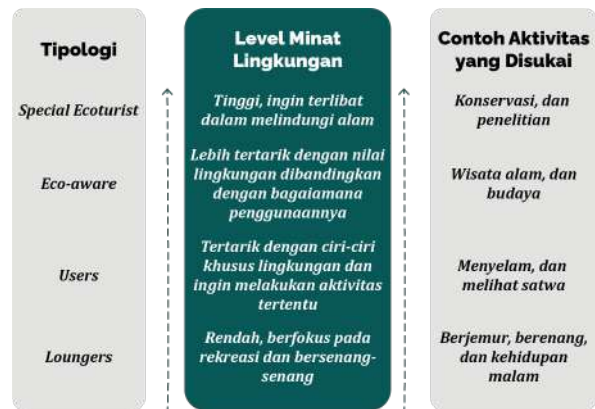 Tipologi
Special Ecoturist
Eco-aware
Users
Loungers
Level Minat
Lingkungan
Tinggi, ingin terlibat
dalam melindungi alam
Lebih tertarik dengan nilai
lingkungan dibandingkan
dengan bagaiamana
penggunaannya
Tertarik dengan ciri-ciri
khusus lingkungan dan
ingin melakukan aktivitas
tertentu
Rendah, berfokus pada
rekreasi dan bersenang-
senang
Contoh Aktivitas
yang Disukai
Konservasi, dan
penelitian
Wisata alam, dan
budaya
Menyelam, dan
melihat satwa
Berjemur, berenang,
dan kehidupan
malam